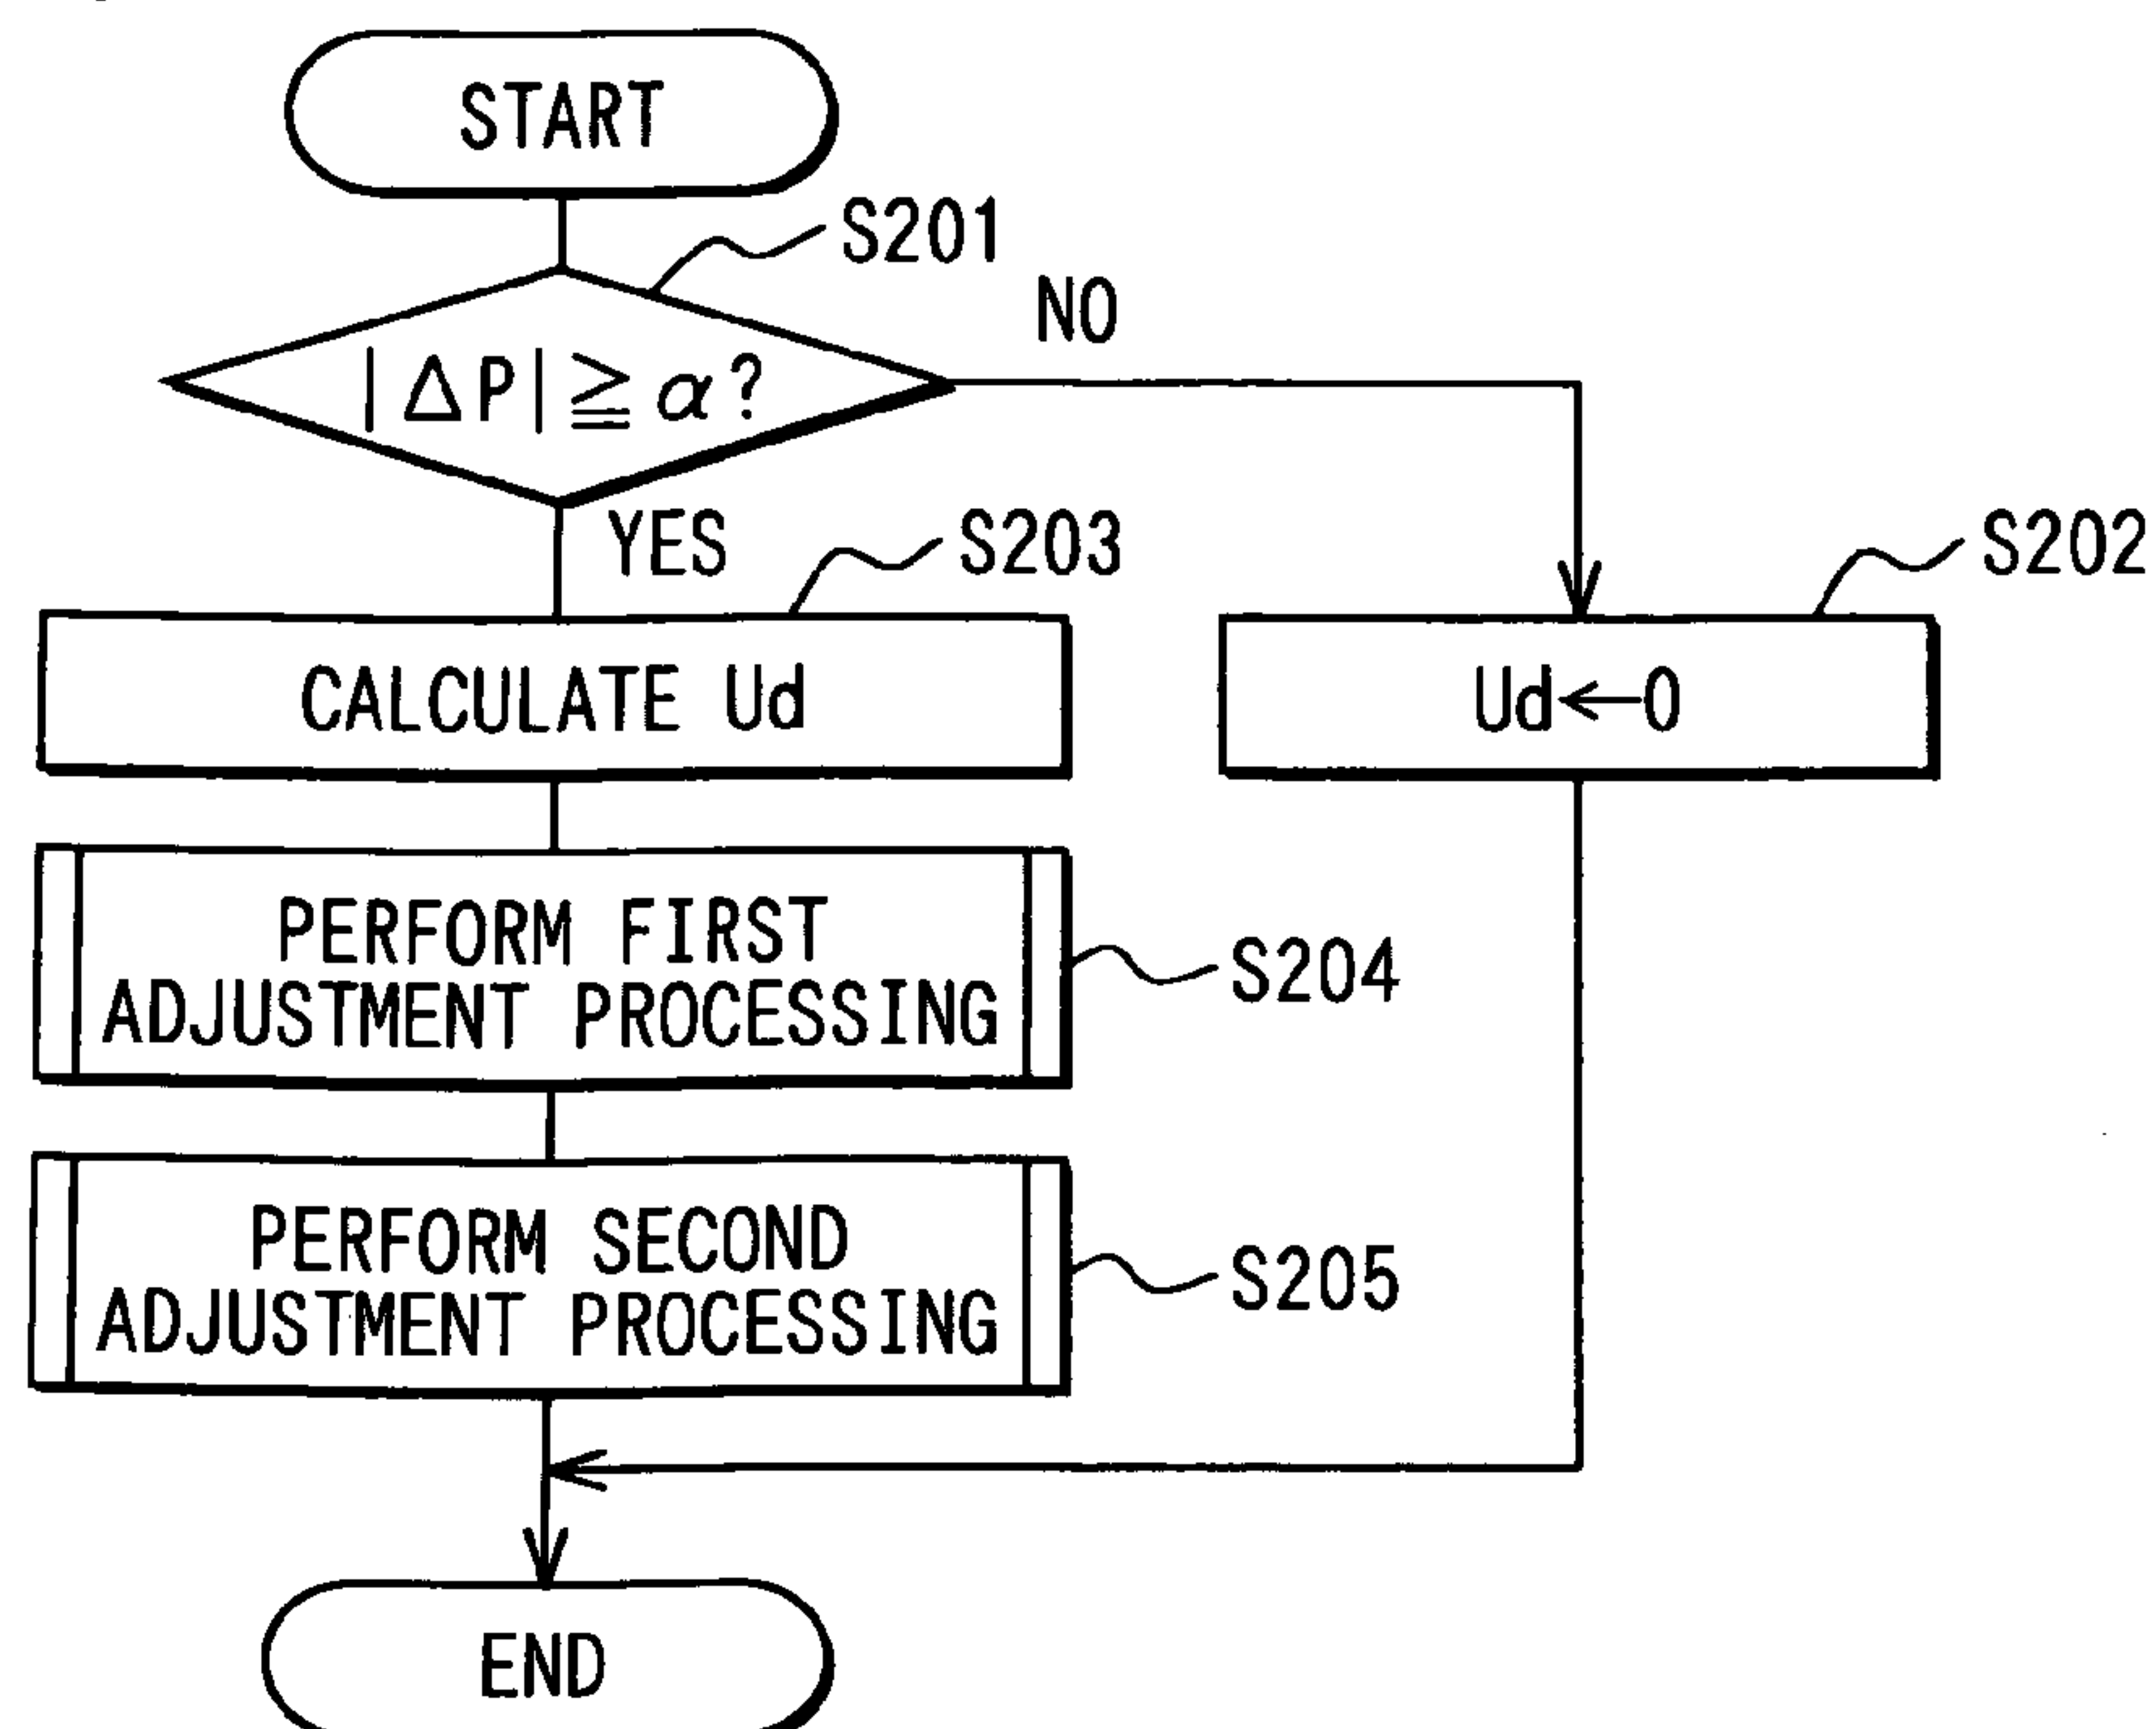 START
S201
NO
|ΔP|≧α?
YES
S203
S202
CALCULATE Ud
Ud←0
PERFORM FIRST
ADJUSTMENT PROCESSING
S204
PERFORM SECOND
ADJUSTMENT PROCESSING
S205
END